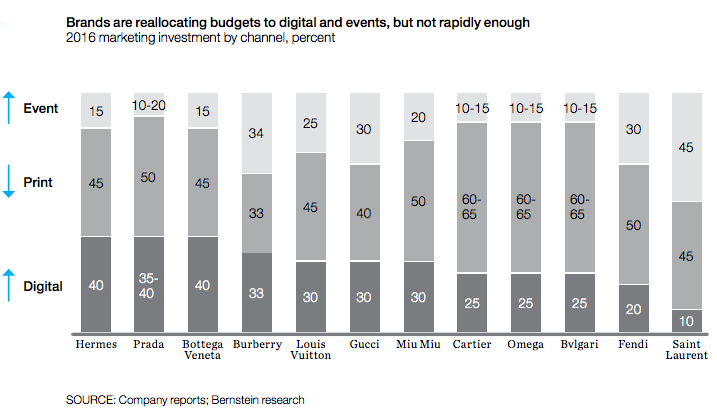 Brands are reallocating budgets to digital and events, but not rapidly enough
2016 marketing investment by channel, percent
Event 15 10-20 15 34 25 30 20 10-15 10-15 10-15 30 45
Print 45 50 45 33 45 40 50 60-65 60-65 60-65 50 45
Digital 40 35-40 40 33 30 30 30 25 25 25 20 10
Hermes Prada Bottega Veneta Burberry Louis Vuitton Gucci Miu Miu Cartier Omega Bvlgari Fendi Saint Laurent
SOURCE: Company reports; Bernstein research